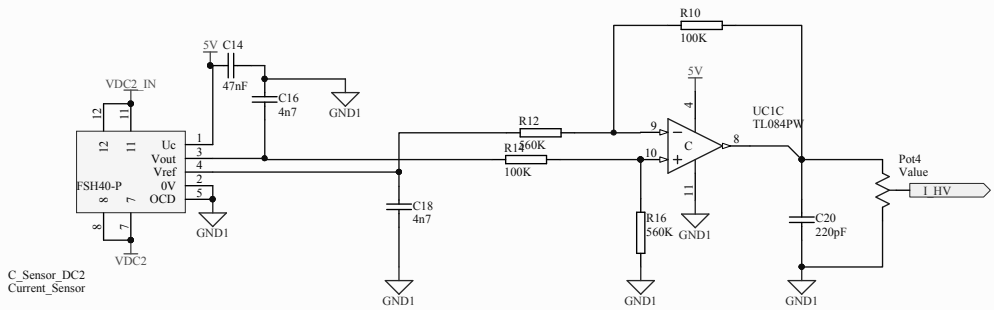 R10
100K
5V
C14
47nF
GND1
VDC2_IN
C16
4n7
12
11
12
11
Uc
1
Vout
3
Vref
4
0V
2
OCD
5
FSH40-P
8
7
8
7
VDC2
GND1
C18
4n7
GND1
R12
560K
R14
100K
R16
560K
GND1
5V
4
9
10
C
8
11
GND1
UC1C
TL084PW
C20
220pF
GND1
Pot4
Value
I_HV
C_Sensor_DC2
Current_Sensor